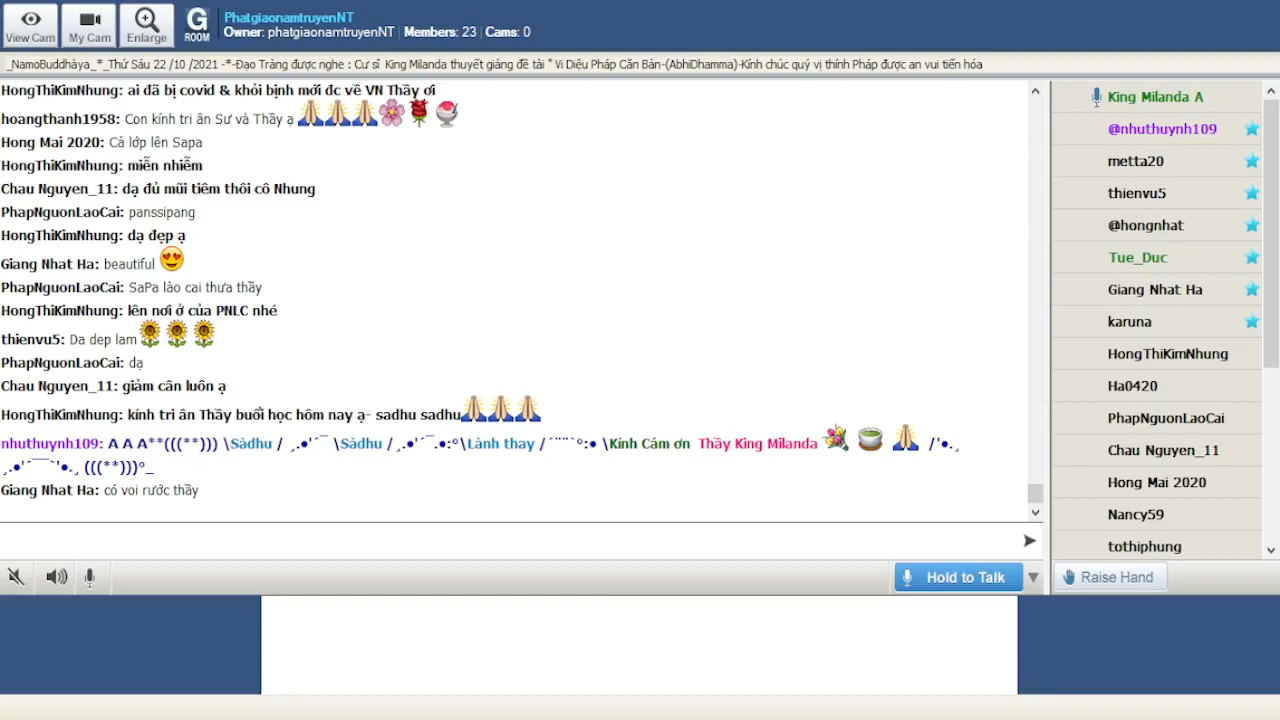 View Cam
My Cam
Enlarge
G
ROOM
PhatgiaonamtruyenNT
Owner: phatgiaonamtruyenNT | Members: 23 | Cams: 0
_NamoBuddhàya_*_Thứ Sáu 22 /10 /2021 -*-Đạo Tràng được nghe : Cư sĩ King Milanda thuyết giảng đề tài " Vi Diệu Pháp Căn Bản-(AbhiDhamma)-Kính chúc quý vị thính Pháp được an vui tiến hóa
HongThiKimNhung: ai đã bị covid & khỏi bịnh mới đc về VN Thầy ơi
hoangthanh1958: Con kính tri ân Sư và Thầy ạ
Hong Mai 2020: Cả lớp lên Sapa
HongThiKimNhung: miễn nhiễm
Chau Nguyen_11: dạ đủ mũi tiêm thôi cô Nhung
PhapNguonLaoCai: panssipang
HongThiKimNhung: dạ đẹp ạ
Giang Nhat Ha: beautiful
PhapNguonLaoCai: SaPa lào cai thưa thầy
HongThiKimNhung: lên nơi ở của PNLC nhé
thienvu5: Da dep lam
PhapNguonLaoCai: dạ
Chau Nguyen_11: giảm cân luôn ạ
HongThiKimNhung: kính tri ân Thầy buổi học hôm nay ạ- sadhu sadhu
nhuthuynh109: A A A**(((**))) \Sàdhu / ¸.●'´¯ \Sàdhu /¸.●'´¯.●:º\Lành thay /´¨¨`º:● \Kính Cám ơn Thầy King Milanda /'●.¸
¸.●'´¯¯`'●.¸ (((**)))º_
Giang Nhat Ha: có voi rước thầy
King Milanda A
@nhuthuynh109
metta20
thienvu5
@hongnhat
Tue_Duc
Giang Nhat Ha
karuna
HongThiKimNhung
Ha0420
PhapNguonLaoCai
Chau Nguyen_11
Hong Mai 2020
Nancy59
tothiphung
Hold to Talk
Raise Hand